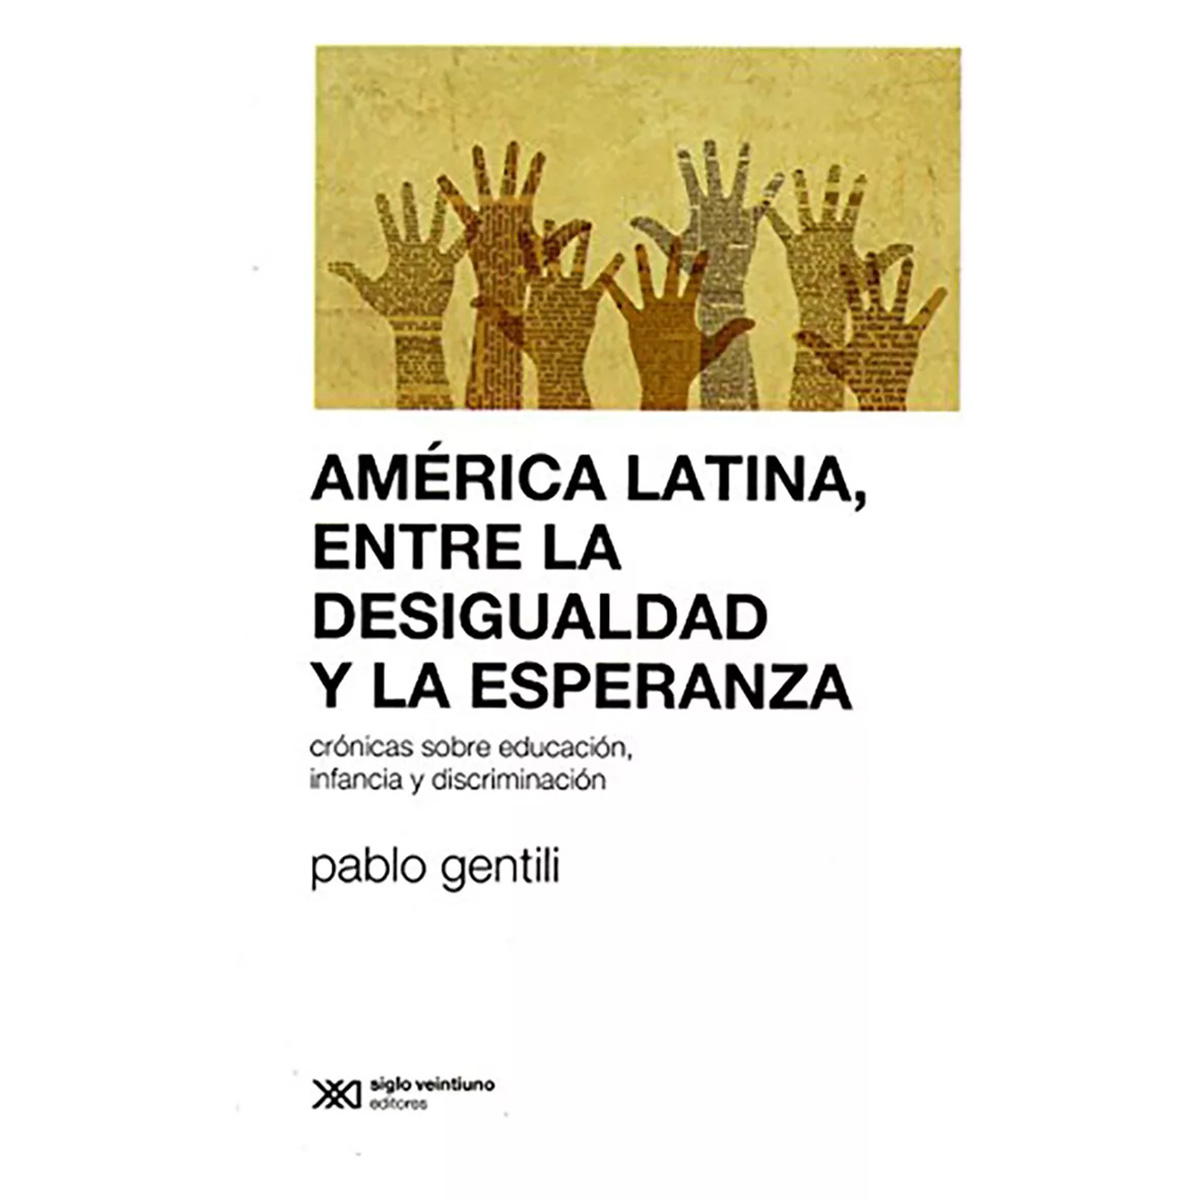 AMÉRICA LATINA,
ENTRE LA
DESIGUALDAD
Y LA ESPERANZA
crónicas sobre educación,
infancia y discriminación
pablo gentili
siglo veintiuno
editores